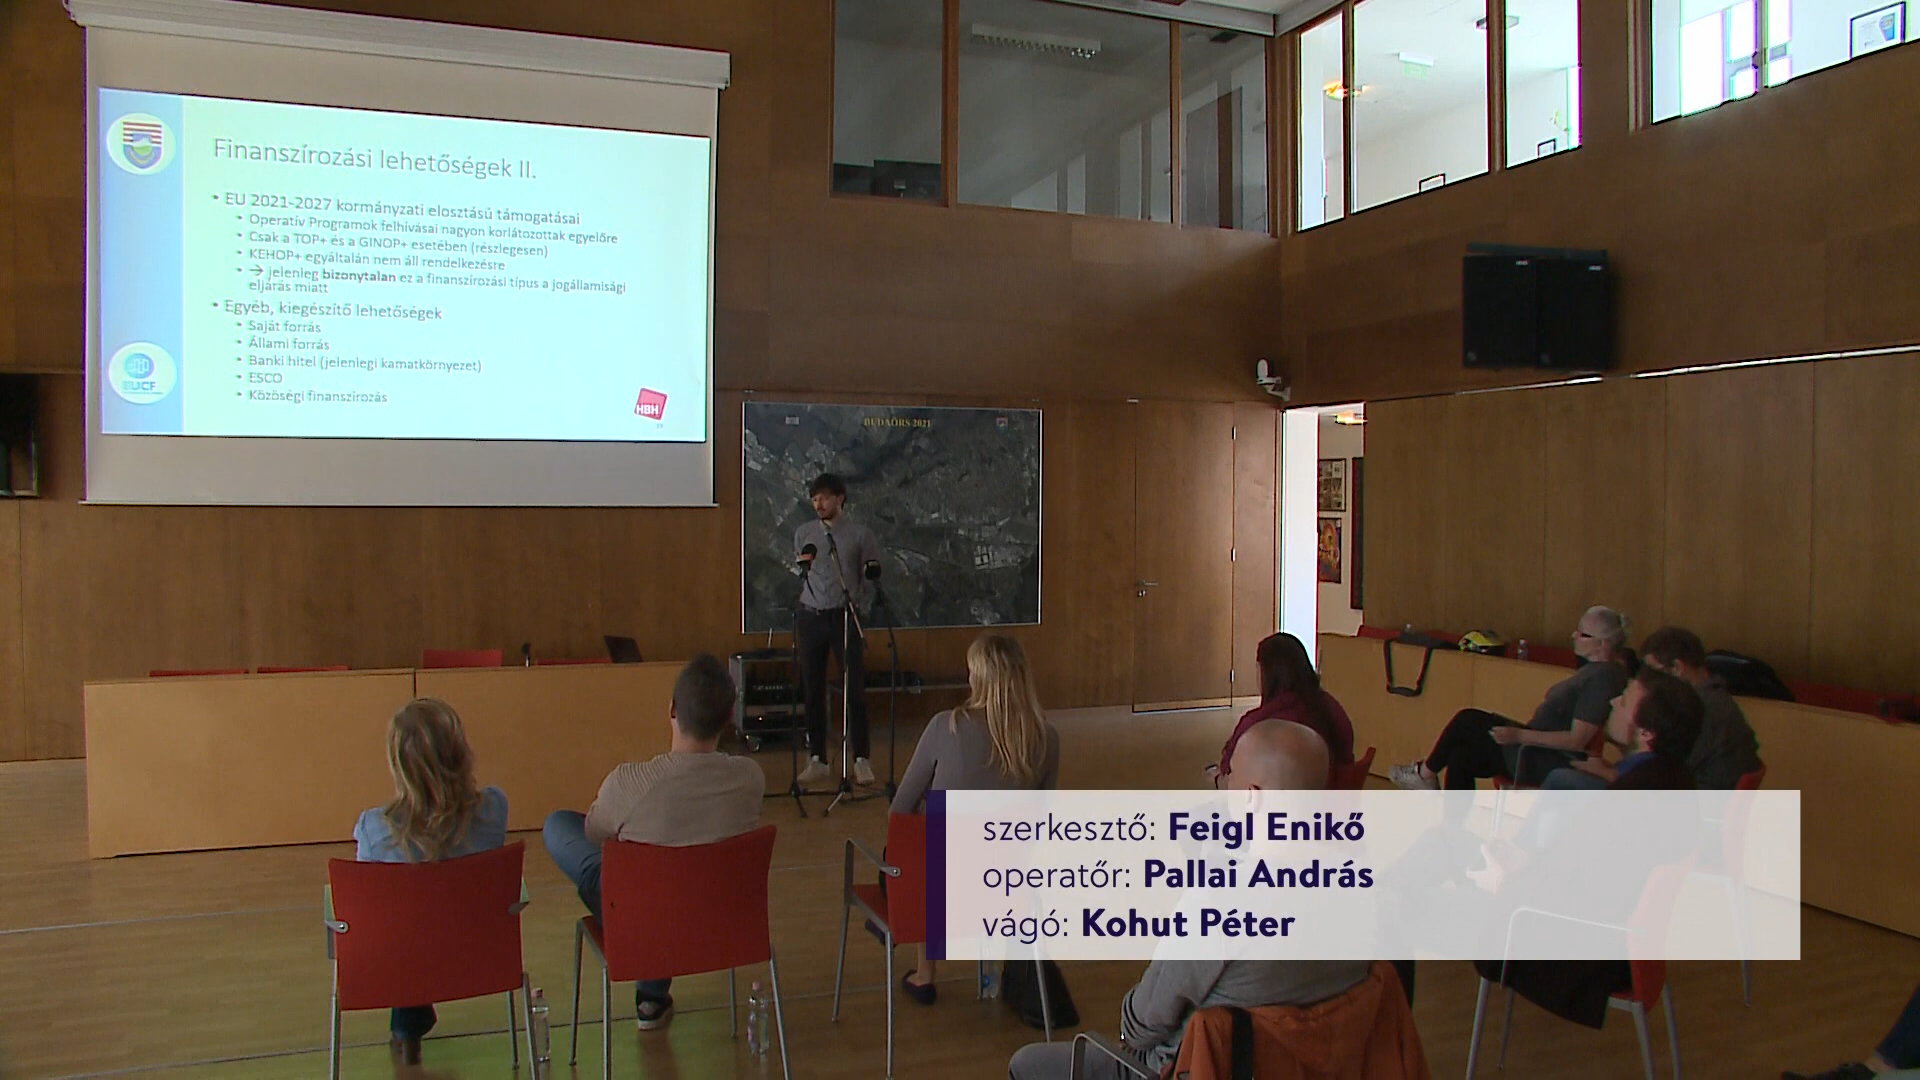 Finanszírozási lehetőségek II.
• EU 2021-2027 kormányzati elosztású támogatásai
• Operatív Programok felhívásai nagyon korlátozottak egyelőre
• Csak a TOP+ és a GINOP+ esetében (részlegesen)
• KEHOP+ egyáltalán nem áll rendelkezésre
• → jelenleg bizonytalan ez a finanszírozási típus a jogállamisági
eljárás miatt
• Egyéb, kiegészítő lehetőségek
• Saját forrás
• Állami forrás
• Banki hitel (jelenlegi kamatkörnyezet)
• ESCO
• Közöségi finanszírozás
EUCF
HBH
BUDAÖRS 2021
szerkesztő: Feigl Enikő
operatőr: Pallai András
vágó: Kohut Péter